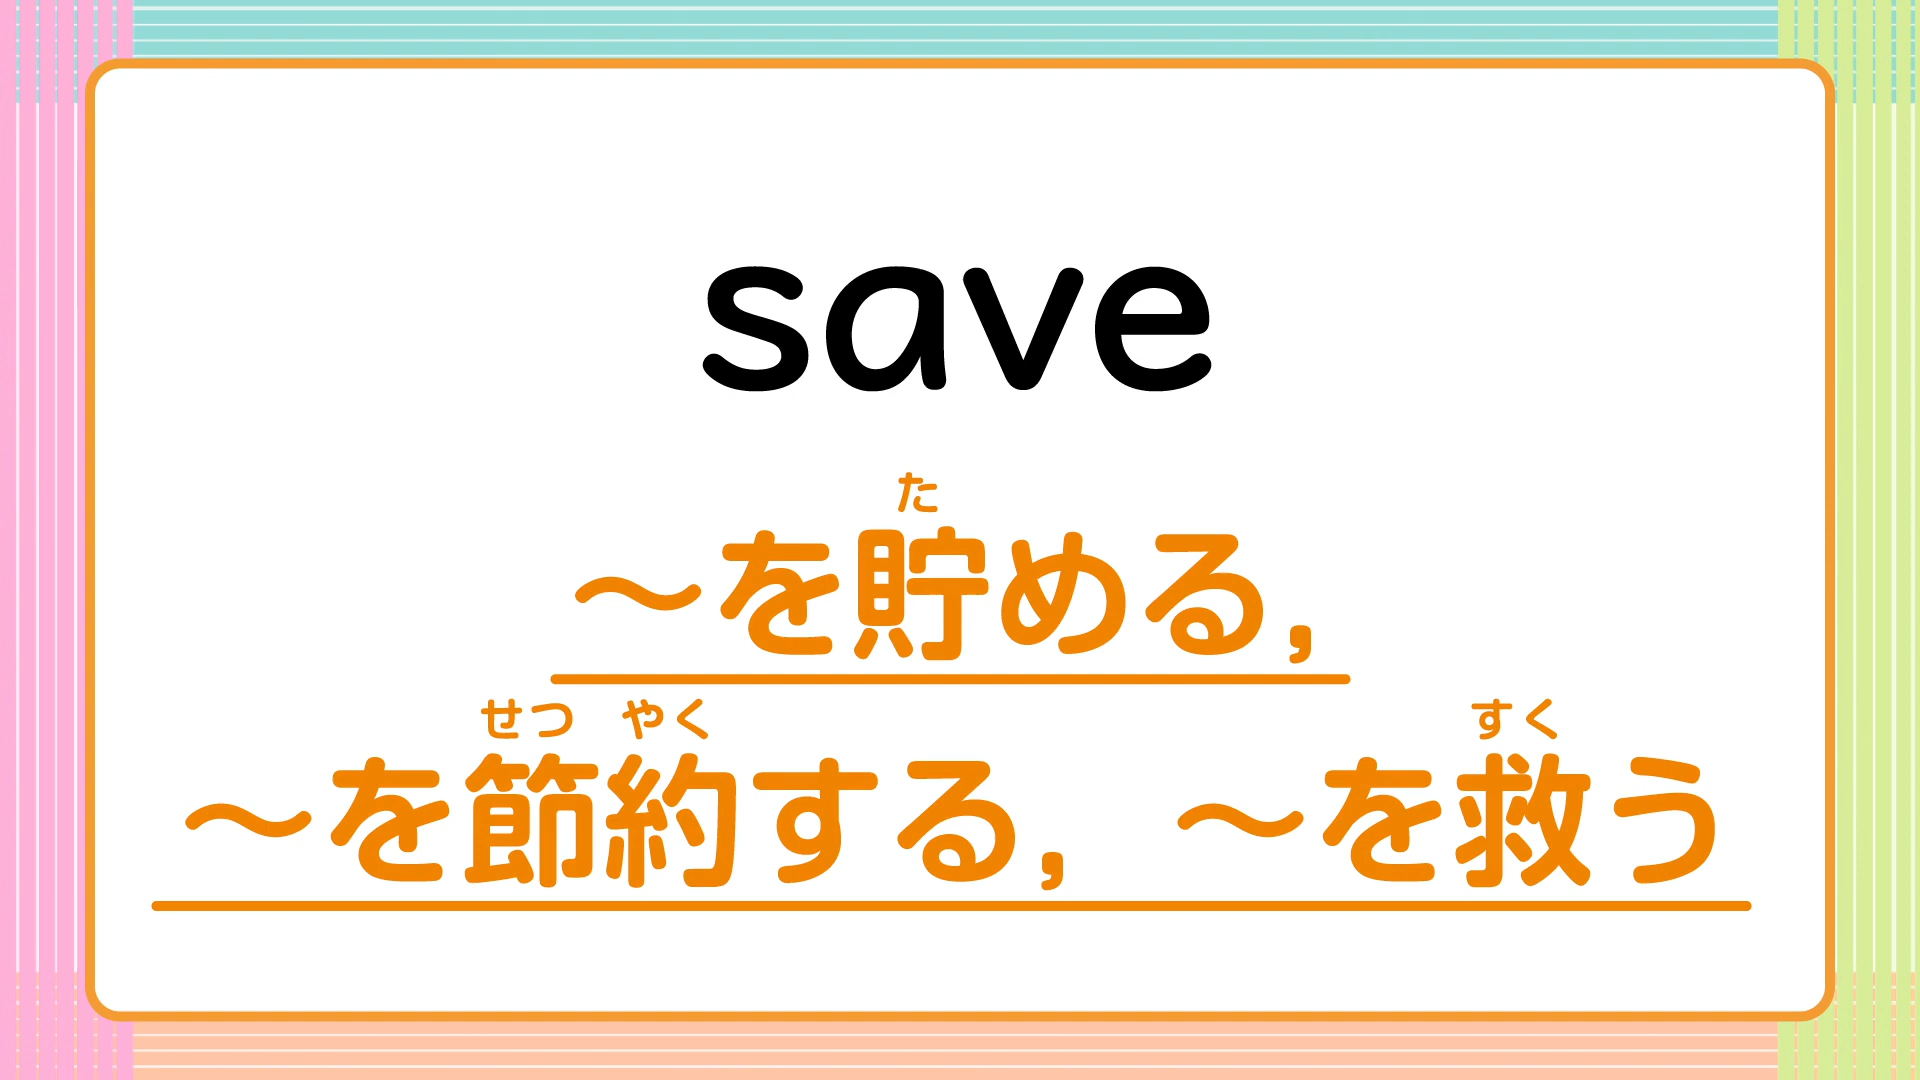 save
た
～を貯める,
せつ やく すく
～を節約する, ～を救う